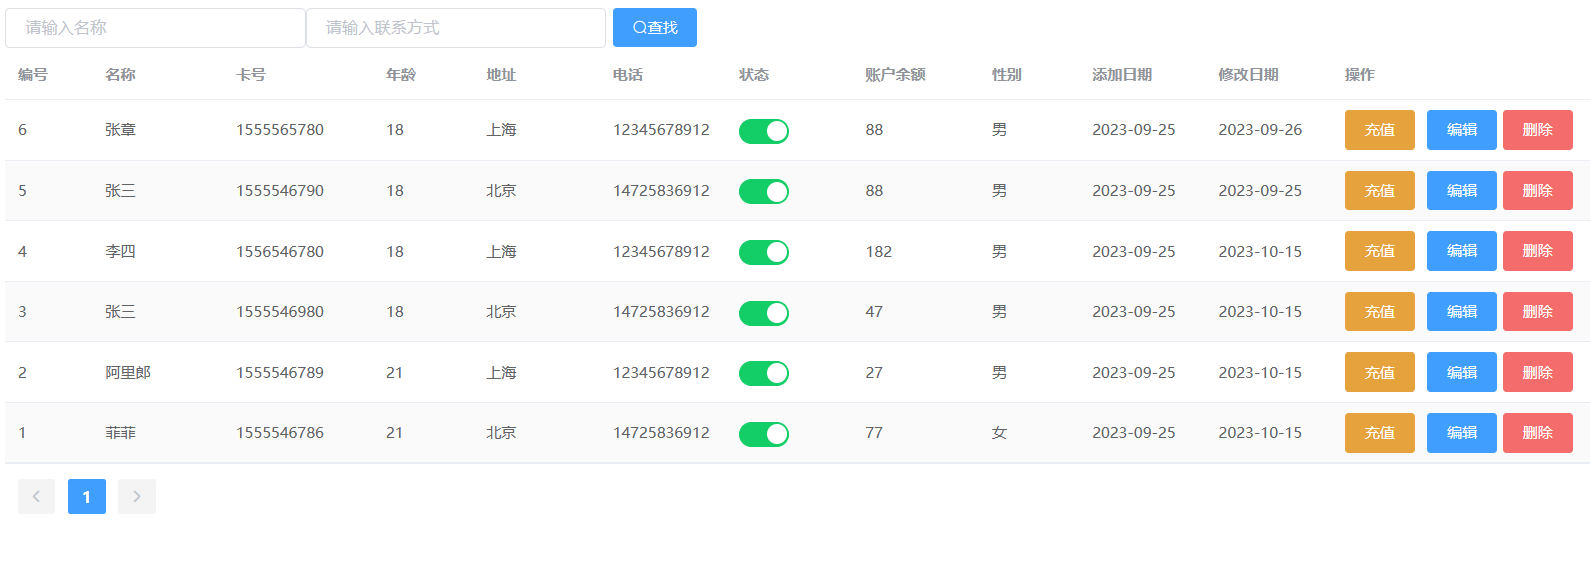 请输入名称 请输入联系方式 查找
编号 名称 卡号 年龄 地址 电话 状态 账户余额 性别 添加日期 修改日期 操作
6 张章 1555565780 18 上海 12345678912 88 男 2023-09-25 2023-09-26 充值 编辑 删除
5 张三 1555546790 18 北京 14725836912 88 男 2023-09-25 2023-09-25 充值 编辑 删除
4 李四 1556546780 18 上海 12345678912 182 男 2023-09-25 2023-10-15 充值 编辑 删除
3 张三 1555546980 18 北京 14725836912 47 男 2023-09-25 2023-10-15 充值 编辑 删除
2 阿里郎 1555546789 21 上海 12345678912 27 男 2023-09-25 2023-10-15 充值 编辑 删除
1 菲菲 1555546786 21 北京 14725836912 77 女 2023-09-25 2023-10-15 充值 编辑 删除
1